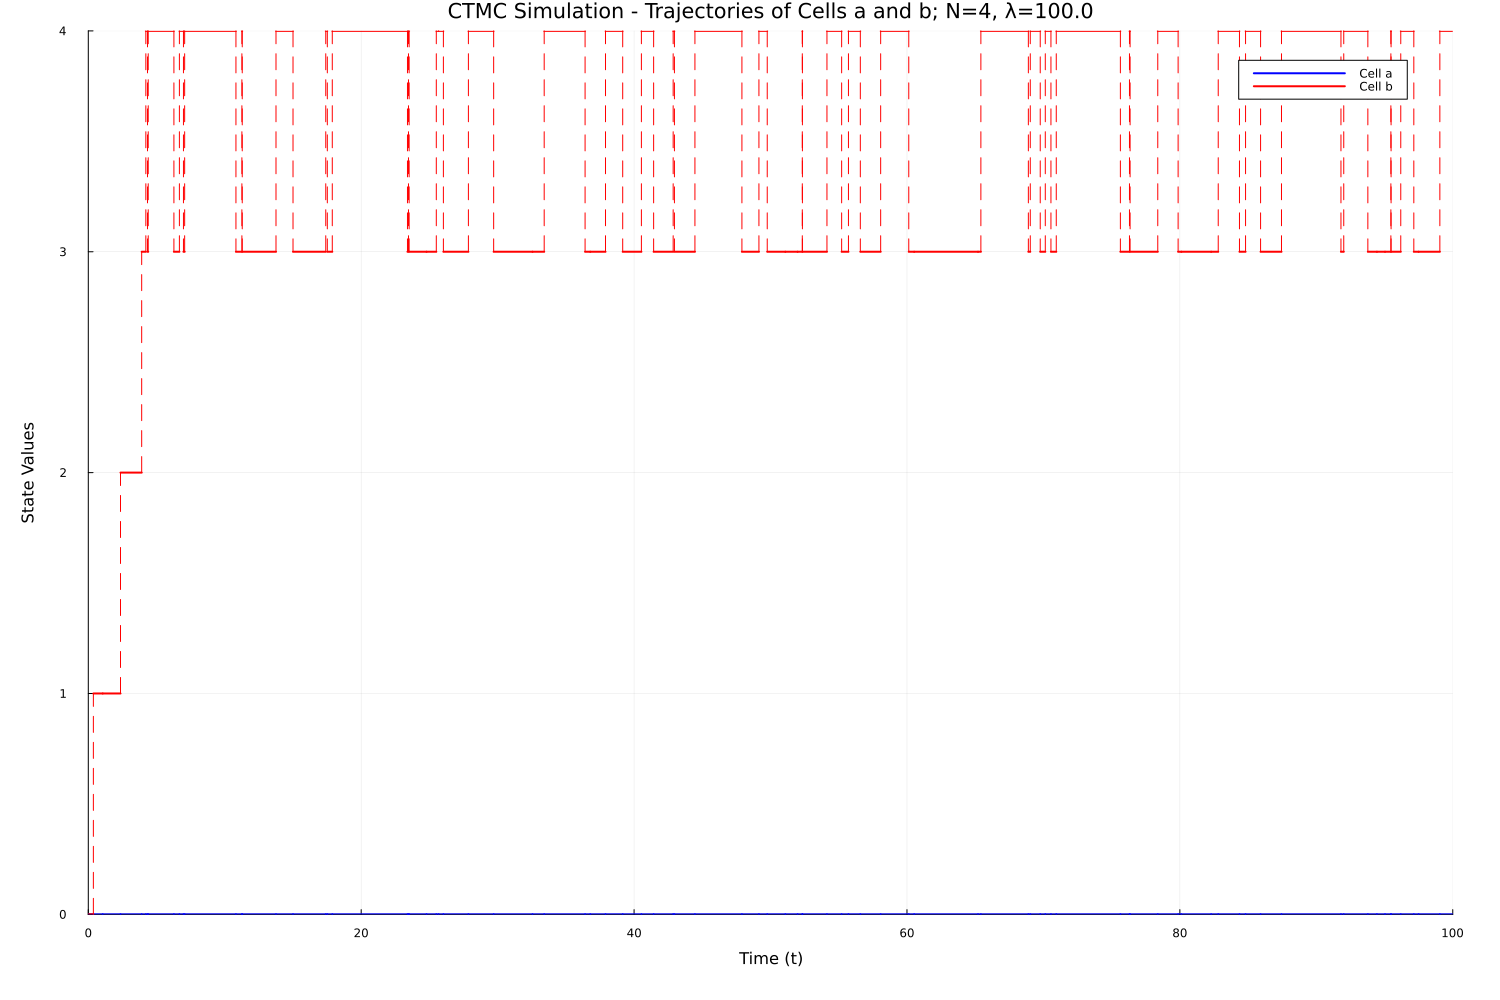 CTMC Simulation - Trajectories of Cells a and b; N=4, λ=100.0
4
Cell a
Cell b
3
State Values
2
1
0
0 20 40 60 80 100
Time (t)